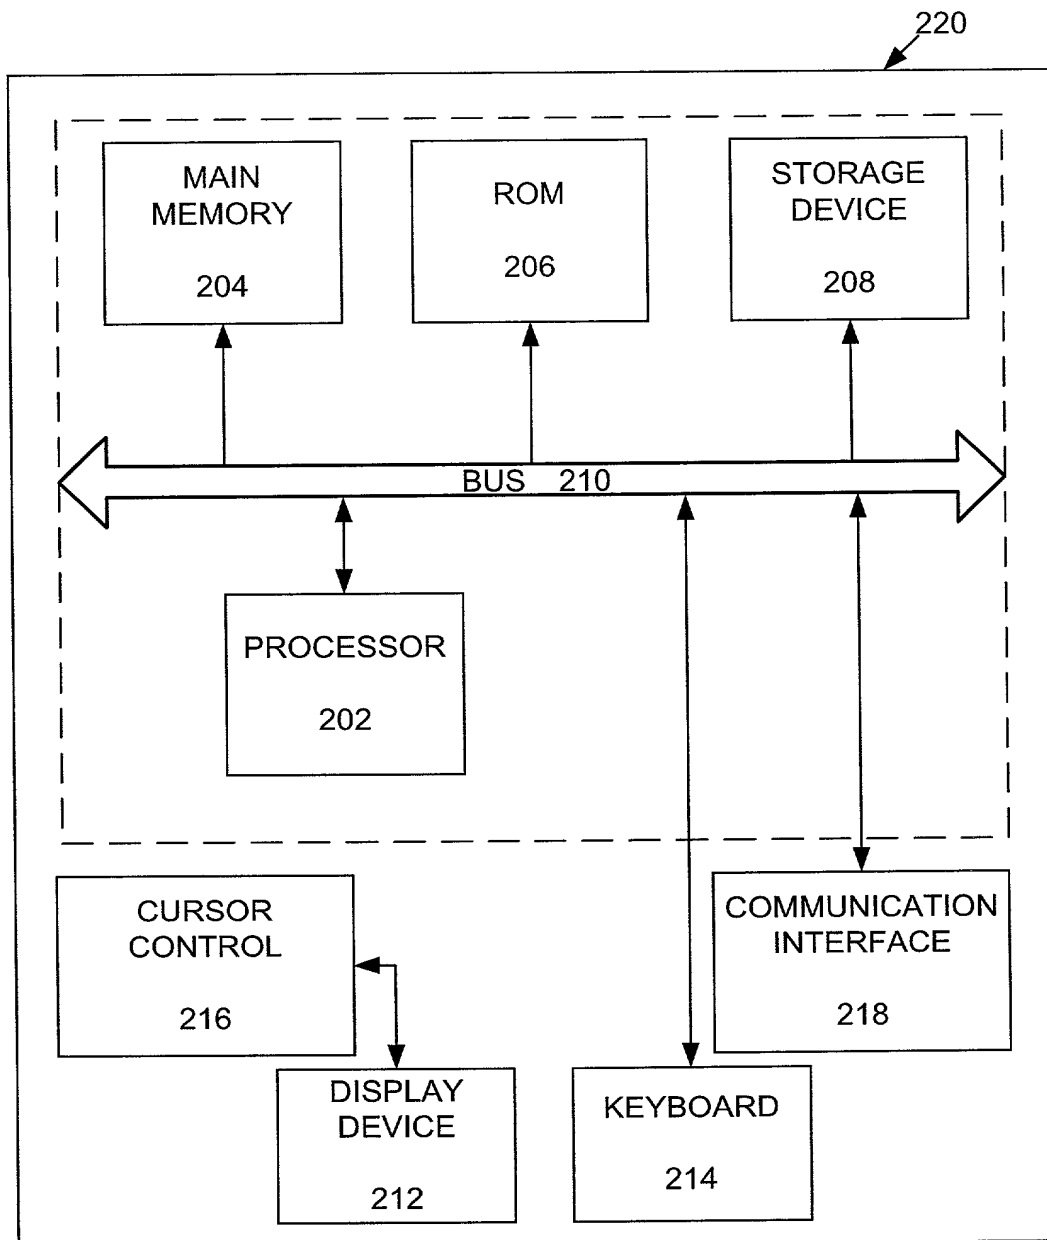 220
MAIN
MEMORY
204
ROM
206
STORAGE
DEVICE
208
BUS 210
PROCESSOR
202
CURSOR
CONTROL
216
COMMUNICATION
INTERFACE
218
DISPLAY
DEVICE
212
KEYBOARD
214